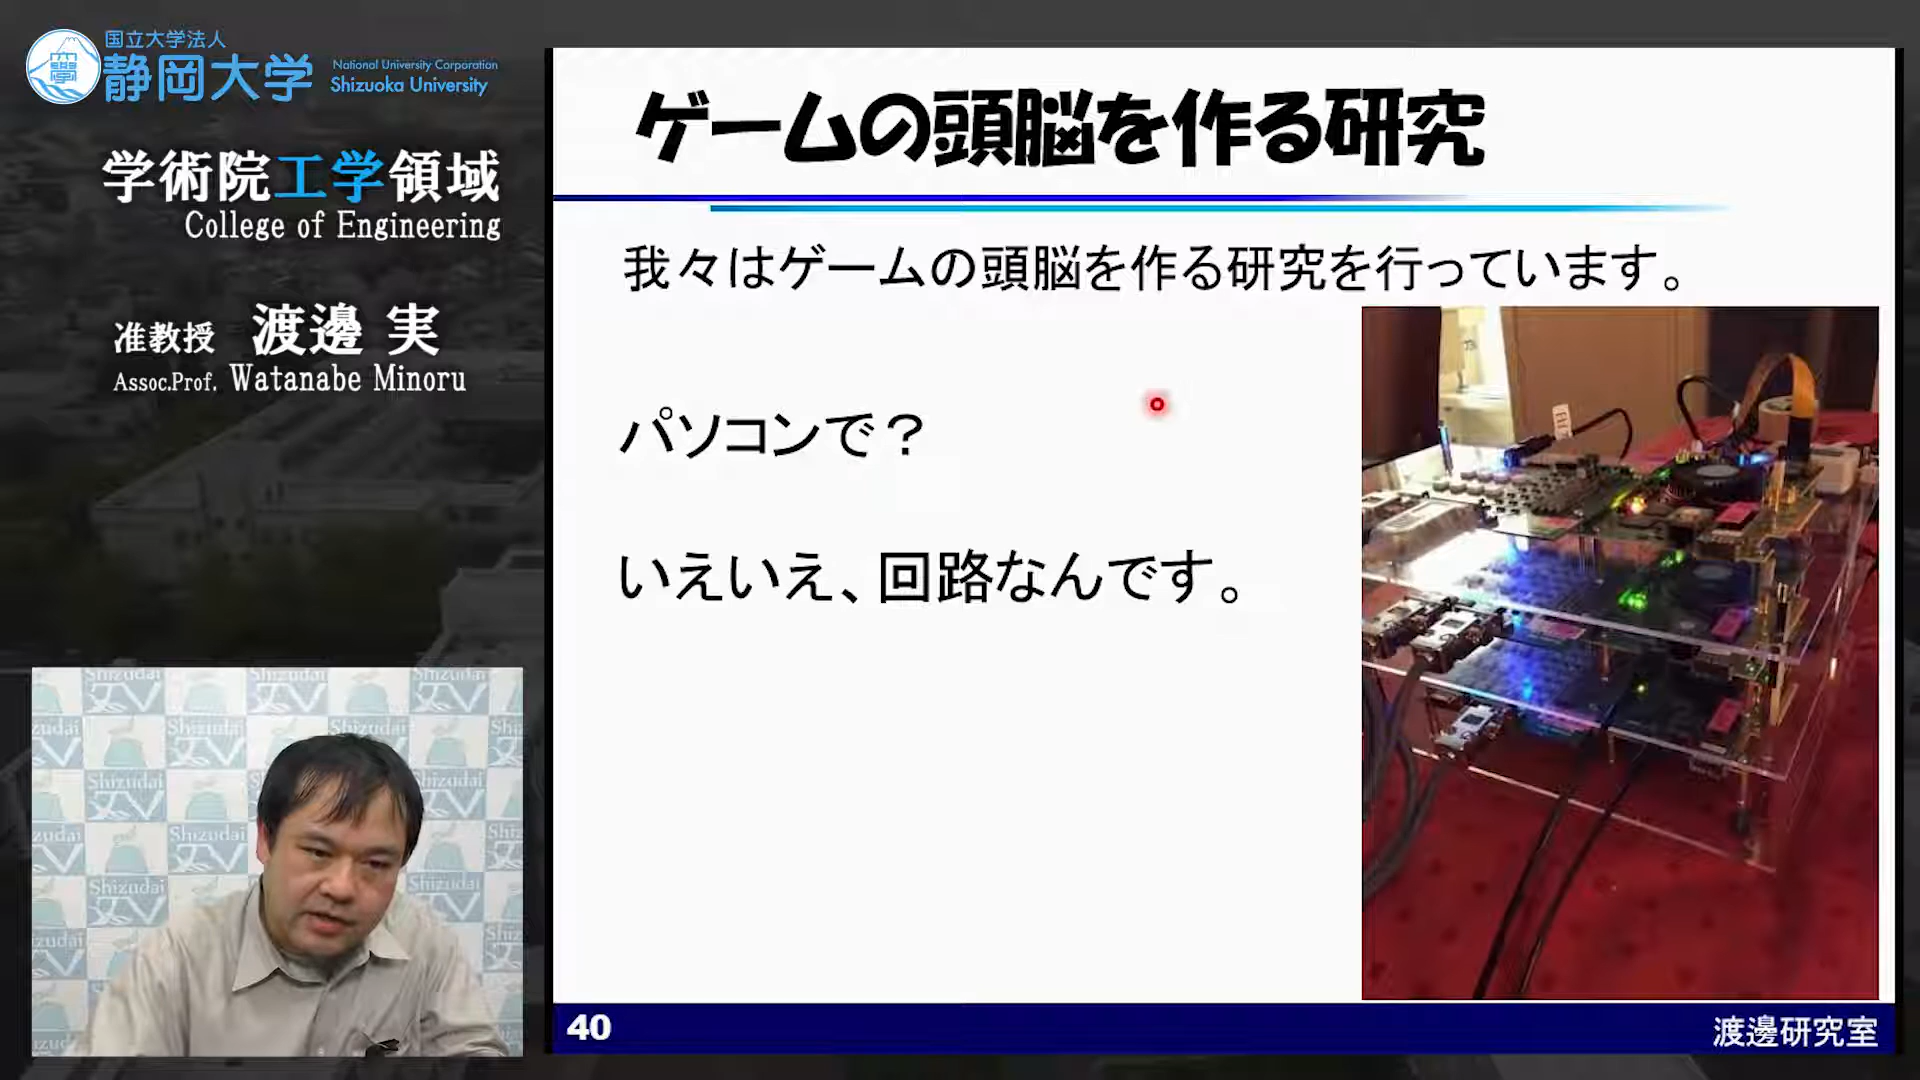 国立大学法人
静岡大学
National University Corporation
Shizuoka University
学術院工学領域
College of Engineering
准教授 渡邊 実
Assoc.Prof. Watanabe Minoru
ゲームの頭脳を作る研究
我々はゲームの頭脳を作る研究を行っています。
パソコンで？
いえいえ、回路なんです。
40
渡邊研究室
Shizudai
TV